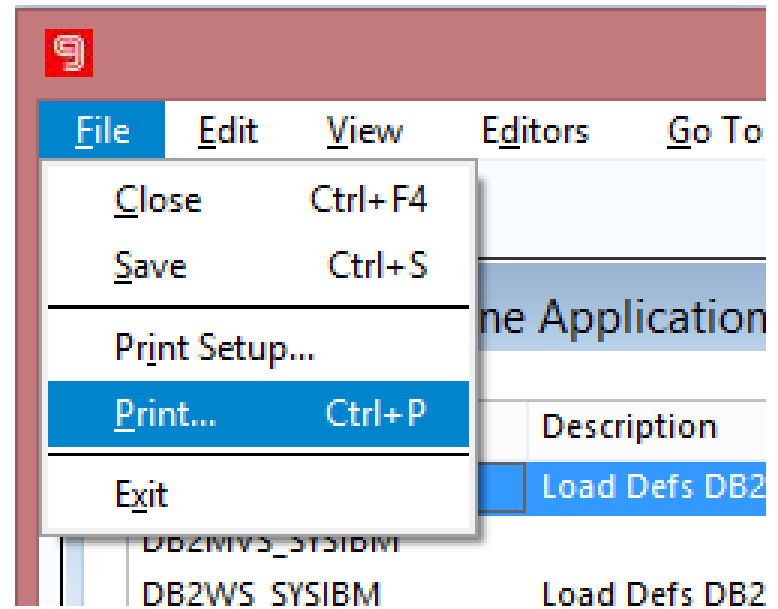 File Edit View Editors Go To
Close Ctrl+F4
Save Ctrl+S
Print Setup...
ne Application
Print... Ctrl+P
Description
Exit
Load Defs DB2
DB2MVS_SYSIBM
DB2WS_SYSIBM Load Defs DB2